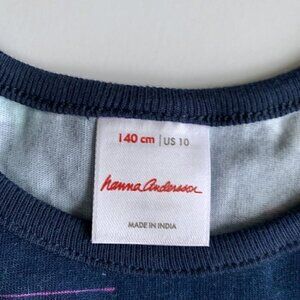 140 cm | US 10
hanna andersson
MADE IN INDIA